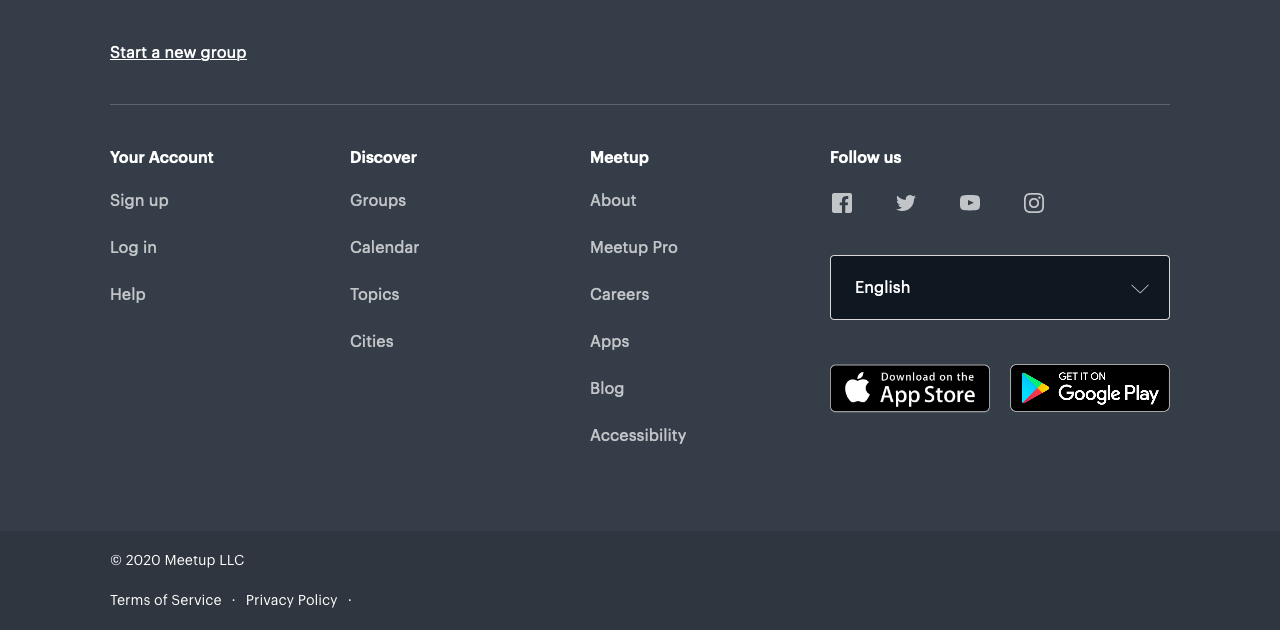 Start a new group
Your Account
Sign up
Log in
Help
Discover
Groups
Calendar
Topics
Cities
Meetup
About
Meetup Pro
Careers
Apps
Blog
Accessibility
Follow us
English
Download on the
App Store
GET IT ON
Google Play
© 2020 Meetup LLC
Terms of Service · Privacy Policy ·